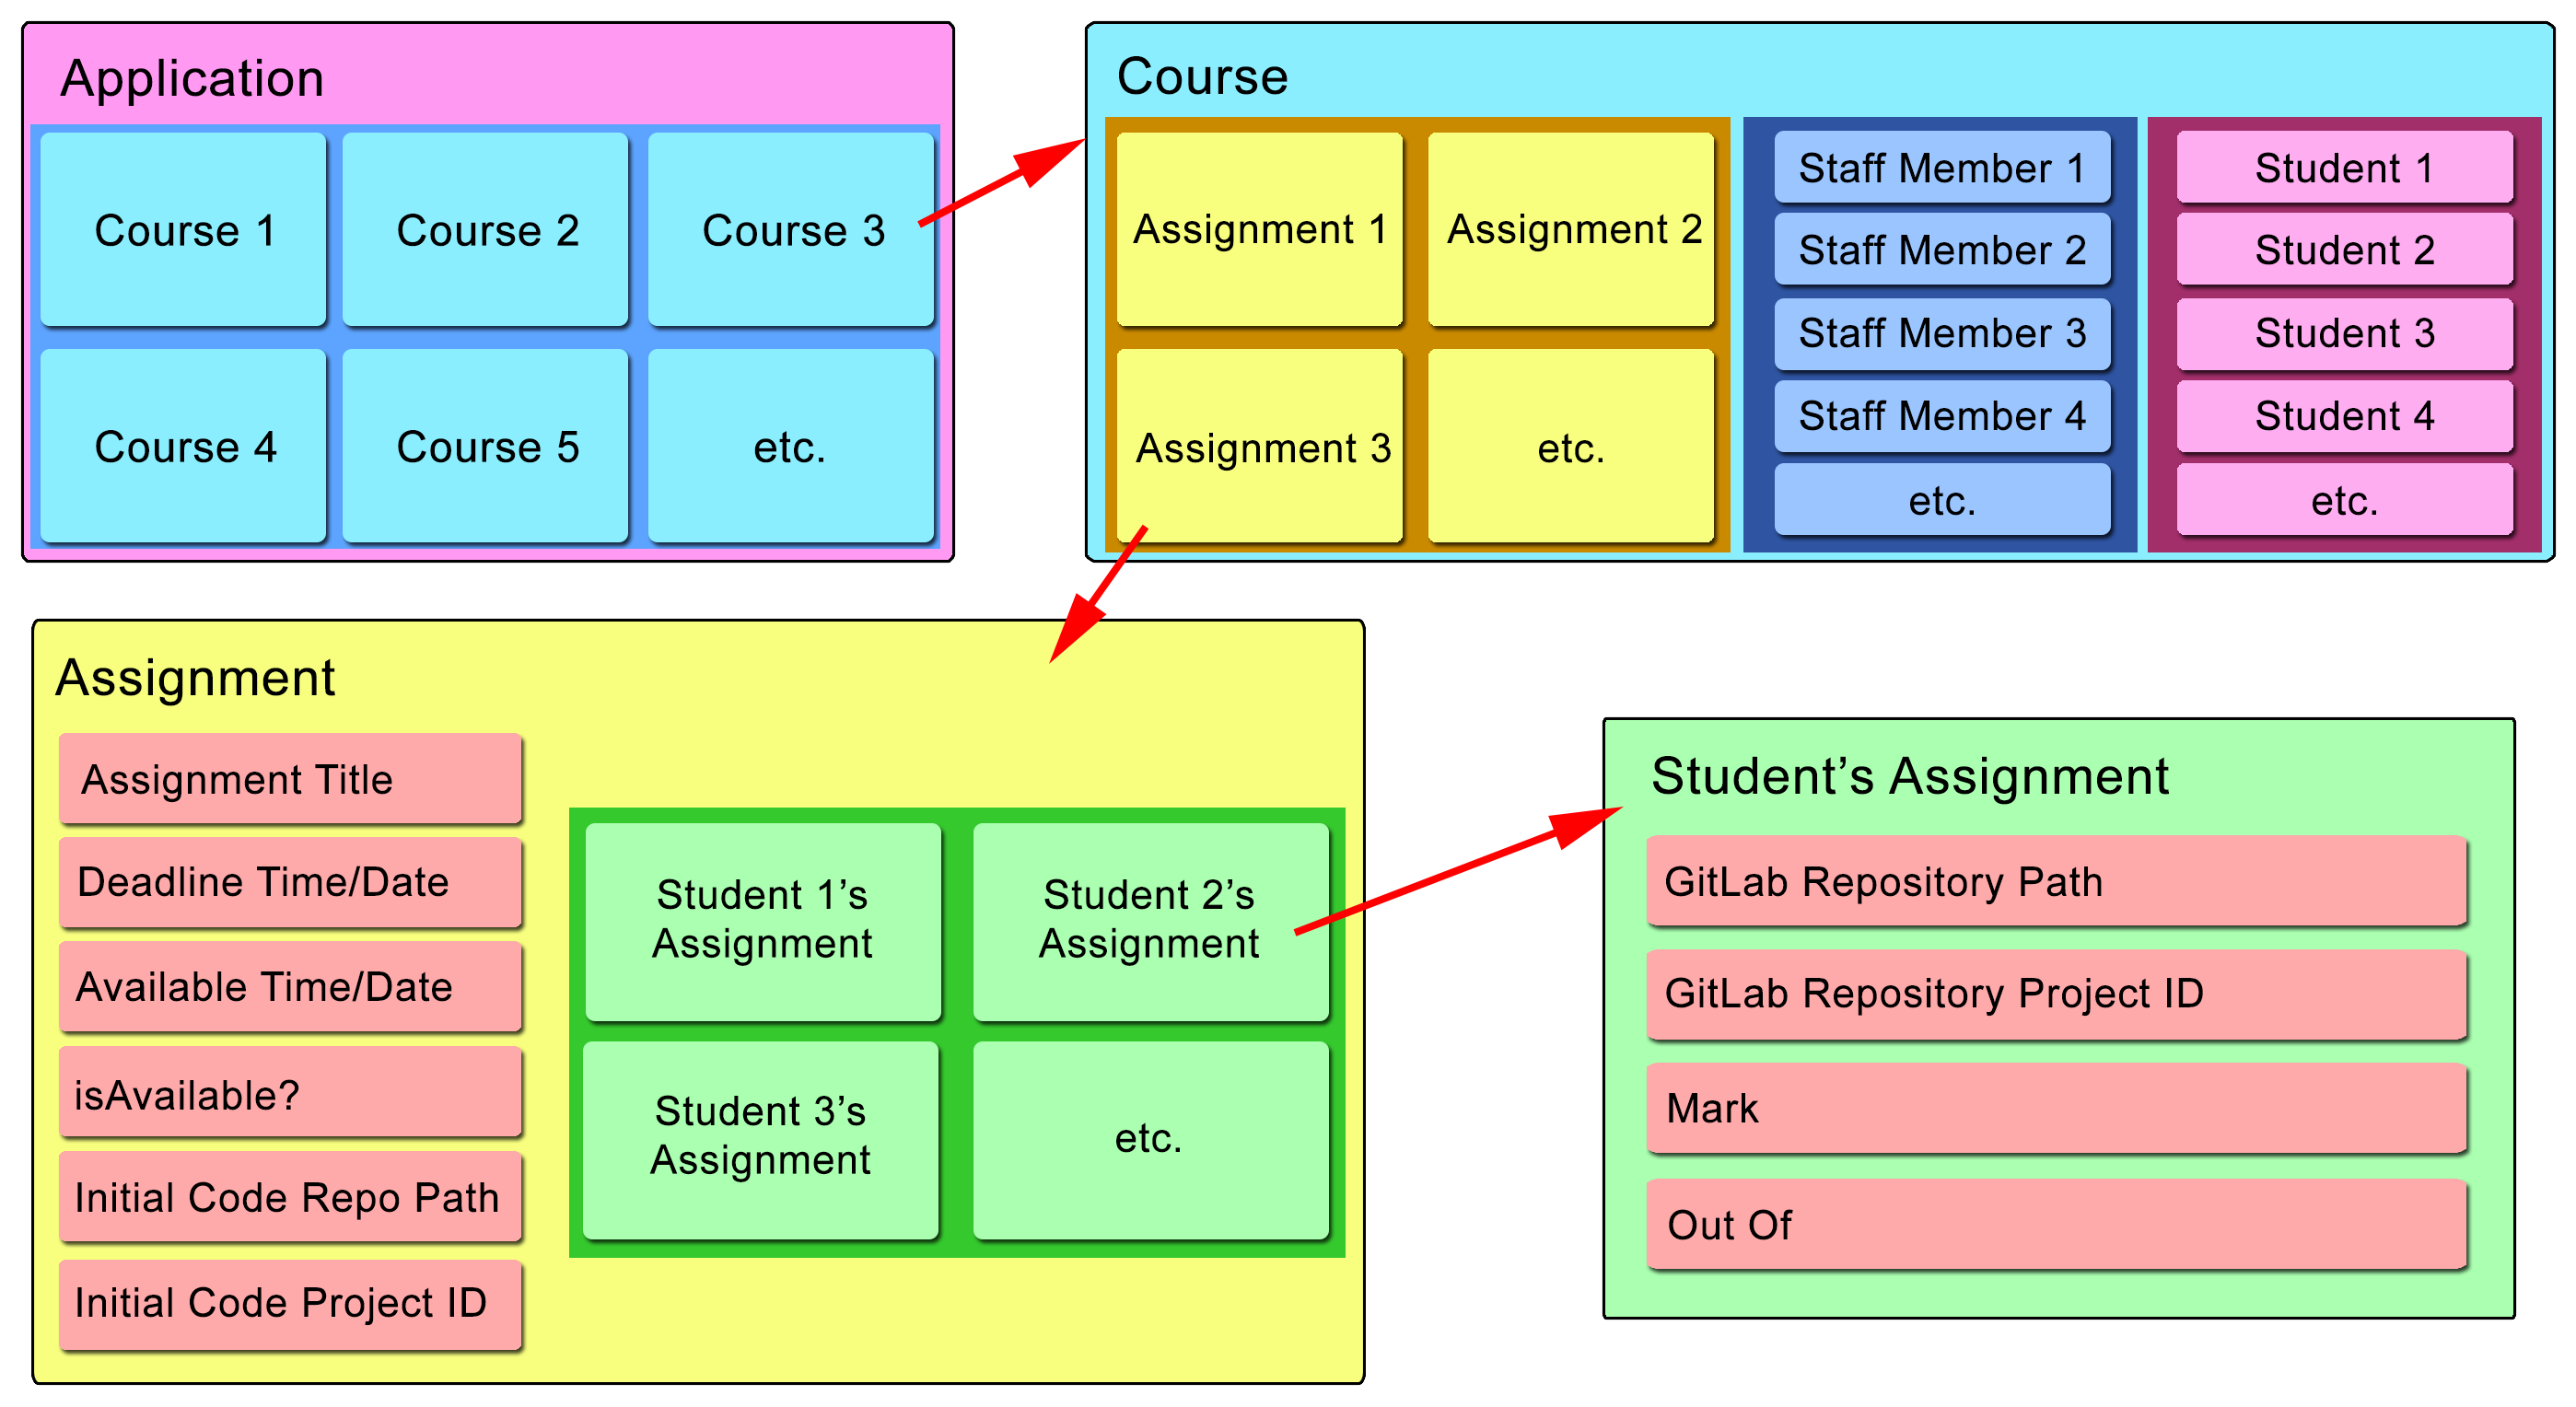 Application
Course 1
Course 2
Course 3
Course 4
Course 5
etc.
Course
Assignment 1
Assignment 2
Assignment 3
etc.
Staff Member 1
Staff Member 2
Staff Member 3
Staff Member 4
etc.
Student 1
Student 2
Student 3
Student 4
etc.
Assignment
Assignment Title
Deadline Time/Date
Available Time/Date
isAvailable?
Initial Code Repo Path
Initial Code Project ID
Student 1’s
Assignment
Student 2’s
Assignment
Student 3’s
Assignment
etc.
Student’s Assignment
GitLab Repository Path
GitLab Repository Project ID
Mark
Out Of